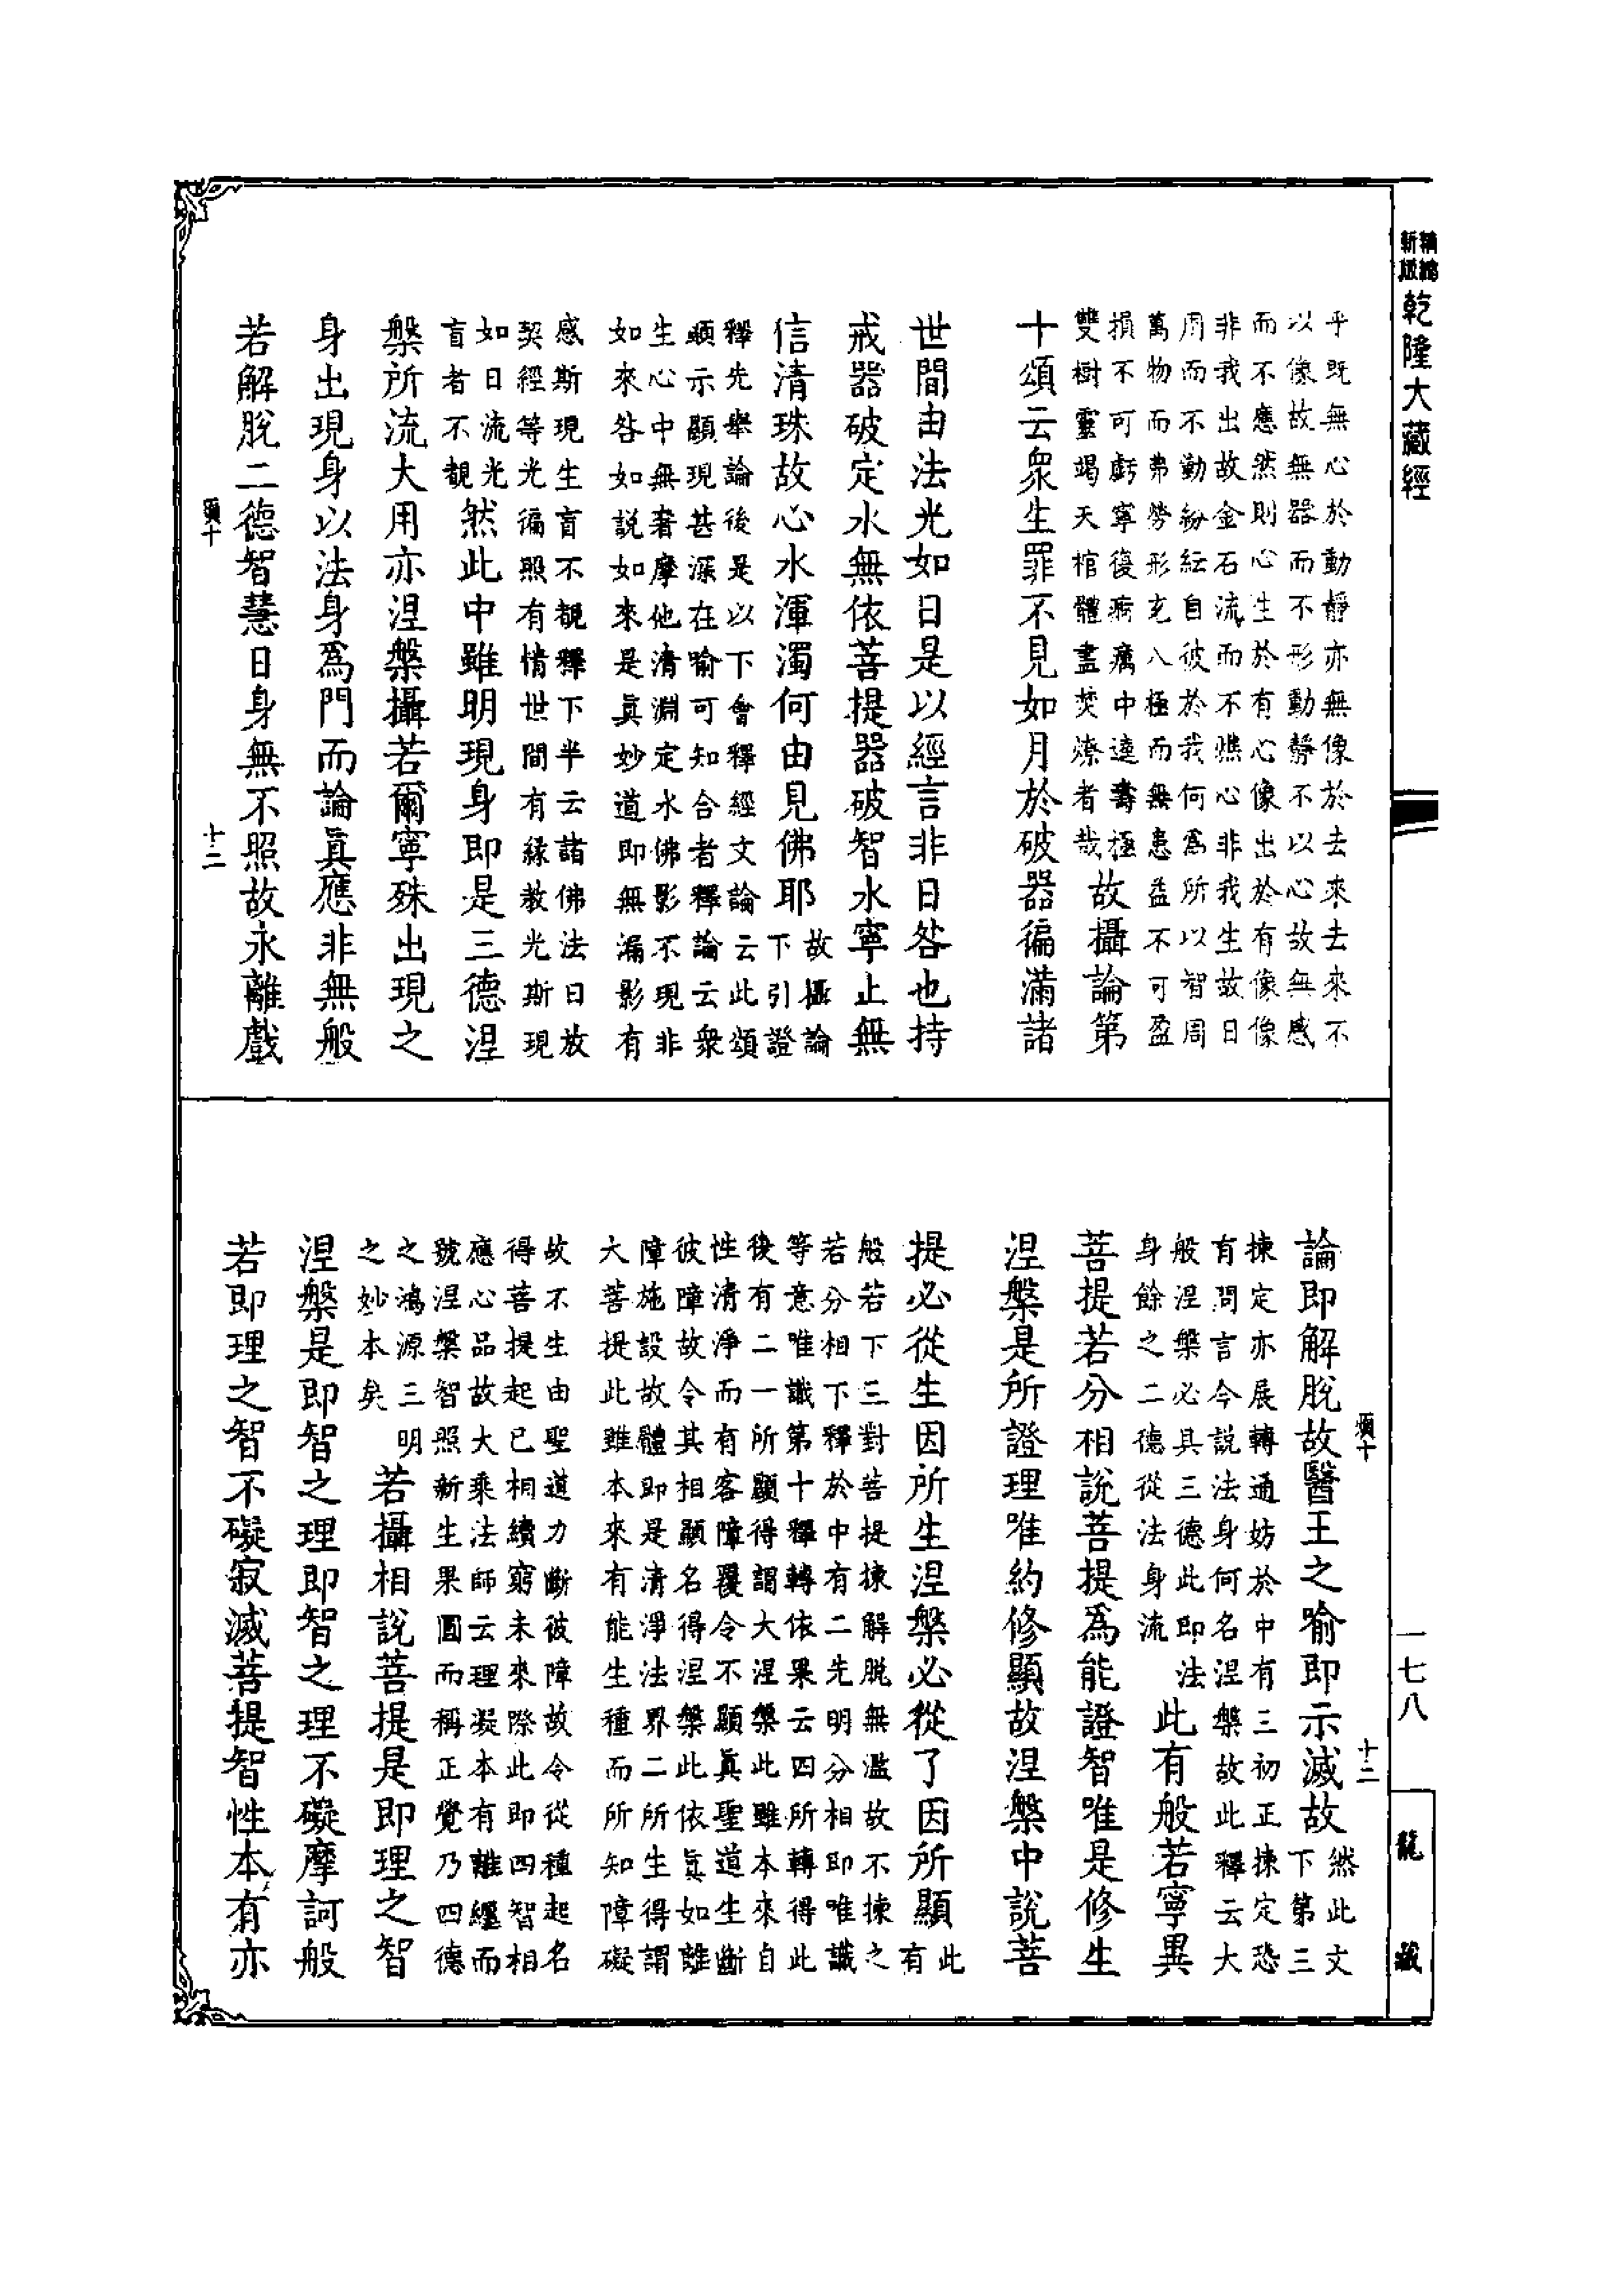 精縮
新版
乾隆大藏經
一七八
龍
藏
乎既無心於動靜亦無像於去來去來不
以像故無器而不形動靜不以心故無感
而不應然則心生於有心像出於有像像
非我出故金石流而不燋心非我生故日
用而不動紛紜自彼於我何爲所以智周
萬物而弗勞形充八極而無患益不可盈
損不可虧寧復痾癘中逵壽極
雙樹靈竭天棺體盡焚燎者哉
故攝論第
十頌云衆生罪不見如月於破器徧滿諸
世間由法光如日是以經言非日咎也持
戒器破定水無依菩提器破智水寧止無
信清珠故心水渾濁何由見佛耶
故攝論
下引證
釋先舉論後是以下會釋經文論云此頌
顯示顯現甚深在喻可知合者釋論云衆
生心中無奢摩他清淵定水佛影不現非
如來咎如說如來是眞妙道即無漏影有
感斯現生盲不覩釋下半云諸佛法日放
契經等光徧照有情世間有緣教光斯現
如日流光
盲者不覩
然此中雖明現身即是三德涅
槃所流大用亦涅槃攝若爾寧殊出現之
身出現身以法身爲門而論眞應非無般
若解脫二德智慧日身無不照故永離戲
頭十
十二
頭十
十二
論即解脫故醫王之喻即示滅故
然此文
下第三
揀定亦展轉通妨於中有三初正揀定恐
有問言今說法身何名涅槃故此釋云大
般涅槃必具三德此即法
身餘之二德從法身流
此有般若寧異
菩提若分相說菩提爲能證智唯是修生
涅槃是所證理唯約修顯故涅槃中說菩
提必從生因所生涅槃必從了因所顯
此
有
般若下三對菩提揀解脫無濫故不揀之
若分相下釋於中有二先明分相即唯識
等意唯識第十釋轉依果云四所轉得此
後有二一所顯得謂大涅槃此雖本來自
性清淨而有客障覆令不顯眞聖道生斷
彼障故令其相顯名得涅槃此依眞如離
障施設故體即是清淨法界二所生得謂
大菩提此雖本來有能生種而所知障礙
故不生由聖道力斷彼障故令從種起名
得菩提起已相續窮未來際此即四智相
應心品故大乘法師云理凝本有離纏而
號涅槃智照新生果圓而稱正覺乃四德
之鴻源三明
之妙本矣
若攝相說菩提是即理之智
涅槃是即智之理即智之理不礙摩訶般
若即理之智不礙寂滅菩提智性本有亦